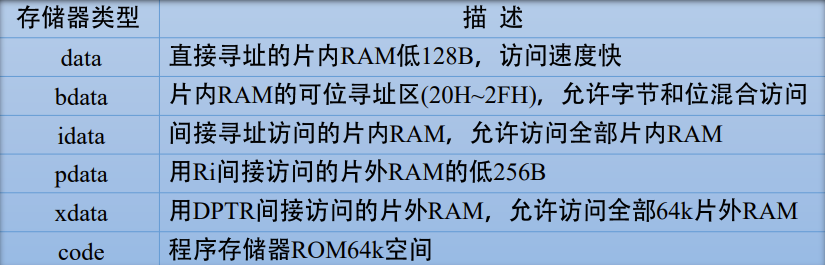 存储器类型 描 述
data 直接寻址的片内RAM低128B，访问速度快
bdata 片内RAM的可位寻址区(20H~2FH)，允许字节和位混合访问
idata 间接寻址访问的片内RAM，允许访问全部片内RAM
pdata 用Ri间接访问的片外RAM的低256B
xdata 用DPTR间接访问的片外RAM，允许访问全部64k片外RAM
code 程序存储器ROM64k空间